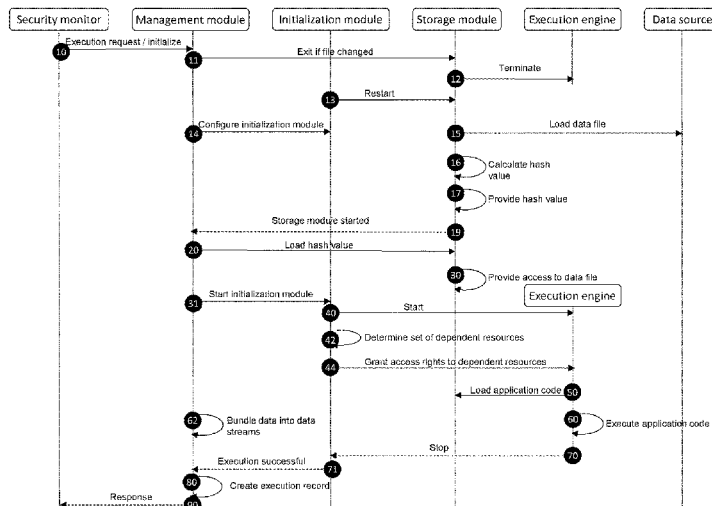 Security monitor
Management module
Initialization module
Storage module
Execution engine
Data source
10
Execution request / initialize
11
Exit if file changed
12
Terminate
13
Restart
14
Configure initialization module
15
Load data file
16
Calculate hash
value
17
Provide hash value
19
Storage module started
20
Load hash value
30
Provide access to data file
Execution engine
31
Start initialization module
40
Start
42
Determine set of dependent resources
44
Grant access rights to dependent resources
50
Load application code
60
Execute application code
62
Bundle data into data
streams
70
Stop
71
Execution successful
80
Create execution record
Response